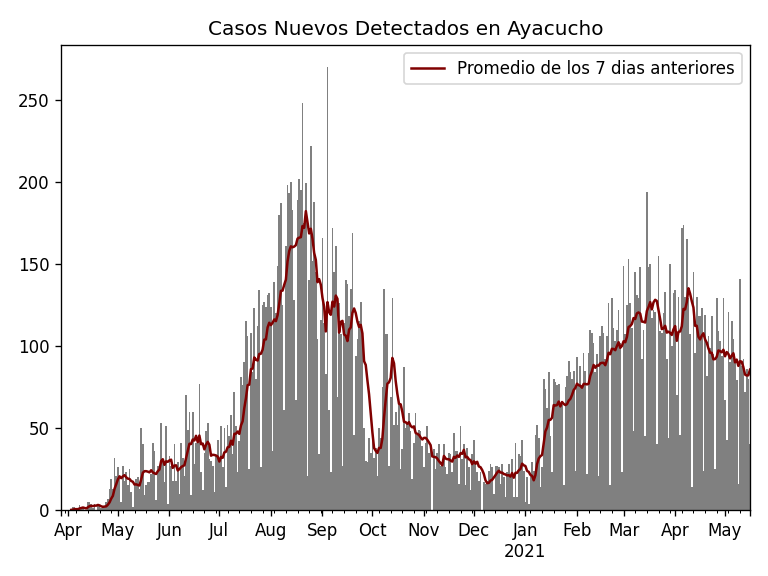 Casos Nuevos Detectados en Ayacucho
Promedio de los 7 dias anteriores
250
200
150
100
50
0
Apr May Jun Jul Aug Sep Oct Nov Dec Jan Feb Mar Apr May
2021